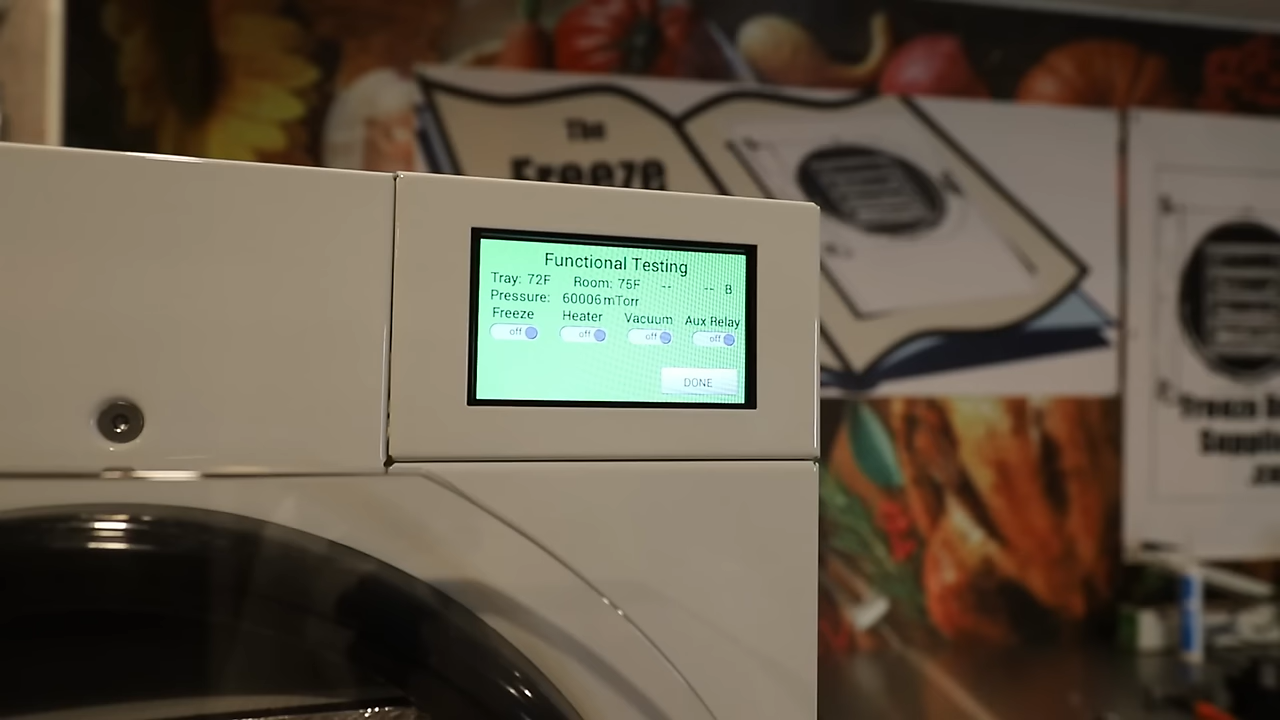 The
Freeze
Functional Testing
Tray: 72F Room: 75F -- -- B
Pressure: 60006 mTorr
Freeze Heater Vacuum Aux Relay
off off off off
DONE